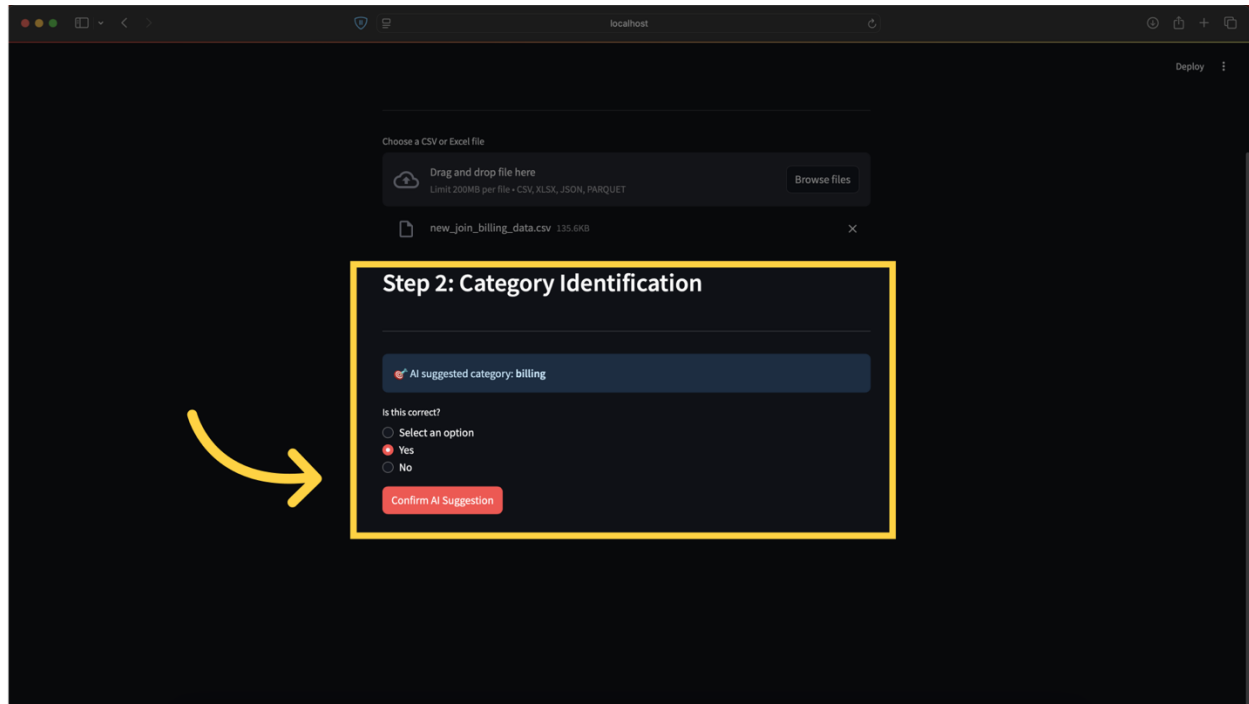 localhost
Deploy
Choose a CSV or Excel file
Drag and drop file here
Limit 200MB per file • CSV, XLSX, JSON, PARQUET
Browse files
new_join_billing_data.csv 135.6KB
Step 2: Category Identification
AI suggested category: billing
Is this correct?
Select an option
Yes
No
Confirm AI Suggestion